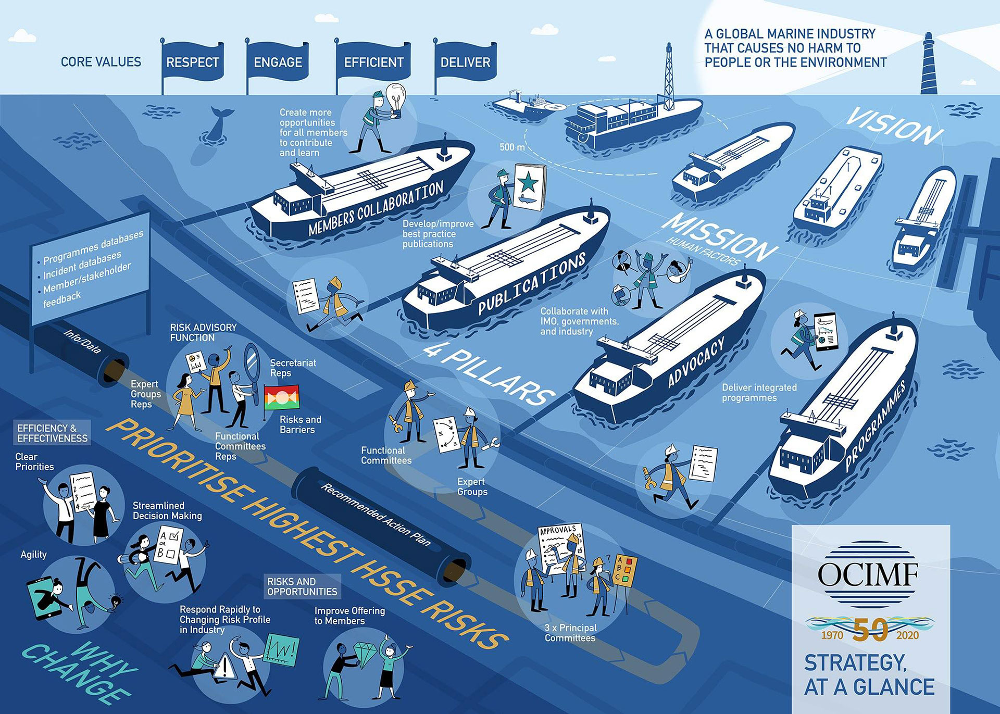 CORE VALUES
RESPECT
ENGAGE
EFFICIENT
DELIVER
A GLOBAL MARINE INDUSTRY
THAT CAUSES NO HARM TO
PEOPLE OR THE ENVIRONMENT
VISION
Create more
opportunities
for all members
to contribute
and learn
500 m
MEMBERS COLLABORATION
Develop/improve
best practice
publications
PUBLICATIONS
MISSION
HUMAN FACTORS
Collaborate with
IMO, governments,
and industry
ADVOCACY
Deliver integrated
programmes
PROGRAMMES
4 PILLARS
• Programmes databases
• Incident databases
• Member/stakeholder
feedback
Info/Data
RISK ADVISORY
FUNCTION
Secretariat
Reps
Expert
Groups
Reps
Risks and
Barriers
Functional
Committees
Reps
PRIORITISE HIGHEST HSSE RISKS
Recommended Action Plan
Functional
Committees
Expert
Groups
APPROVALS
A
B
C
?
3 x Principal
Committees
EFFICIENCY &
EFFECTIVENESS
Clear
Priorities
1
2
3
4
Streamlined
Decision Making
A
OR
B
Agility
WHY
CHANGE
RISKS AND
OPPORTUNITIES
Respond Rapidly to
Changing Risk Profile
in Industry
!
!
Improve Offering
to Members
OCIMF
1970 50 2020
STRATEGY,
AT A GLANCE